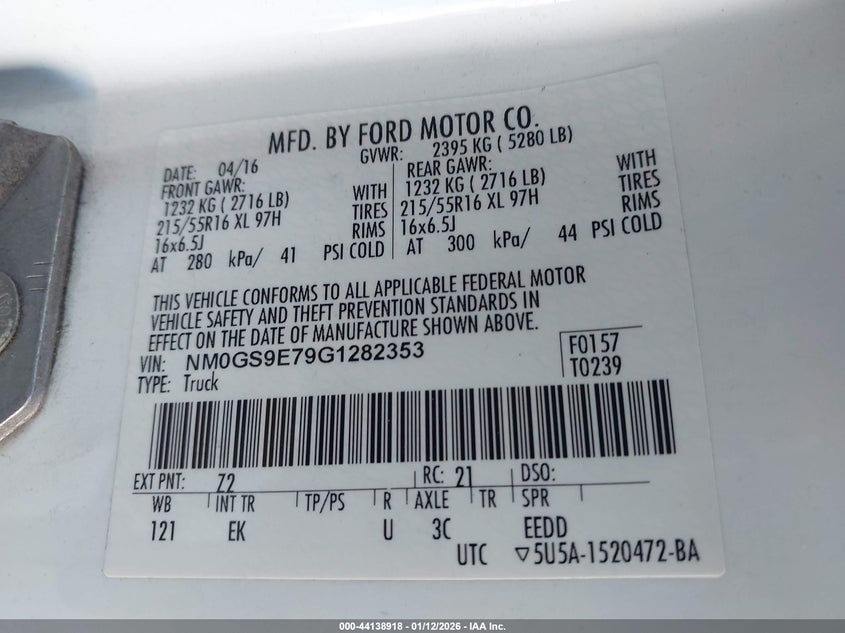 MFD. BY FORD MOTOR CO.
DATE: 04/16 GVWR: 2395 KG ( 5280 LB)
FRONT GAWR: REAR GAWR:
1232 KG ( 2716 LB) WITH 1232 KG ( 2716 LB) WITH
215/55R16 XL 97H TIRES 215/55R16 XL 97H TIRES
16x6.5J RIMS 16x6.5J RIMS
AT 280 kPa/ 41 PSI COLD AT 300 kPa/ 44 PSI COLD
THIS VEHICLE CONFORMS TO ALL APPLICABLE FEDERAL MOTOR
VEHICLE SAFETY AND THEFT PREVENTION STANDARDS IN
EFFECT ON THE DATE OF MANUFACTURE SHOWN ABOVE.
VIN: NM0GS9E79G1282353 F0157
TYPE: Truck T0239
EXT PNT: Z2 RC: 21 DSO:
WB INT TR TP/PS R AXLE TR SPR
121 EK U 3C EEDD
UTC ▽5U5A-1520472-BA
000-44138918 - 01/12/2026 - IAA Inc.